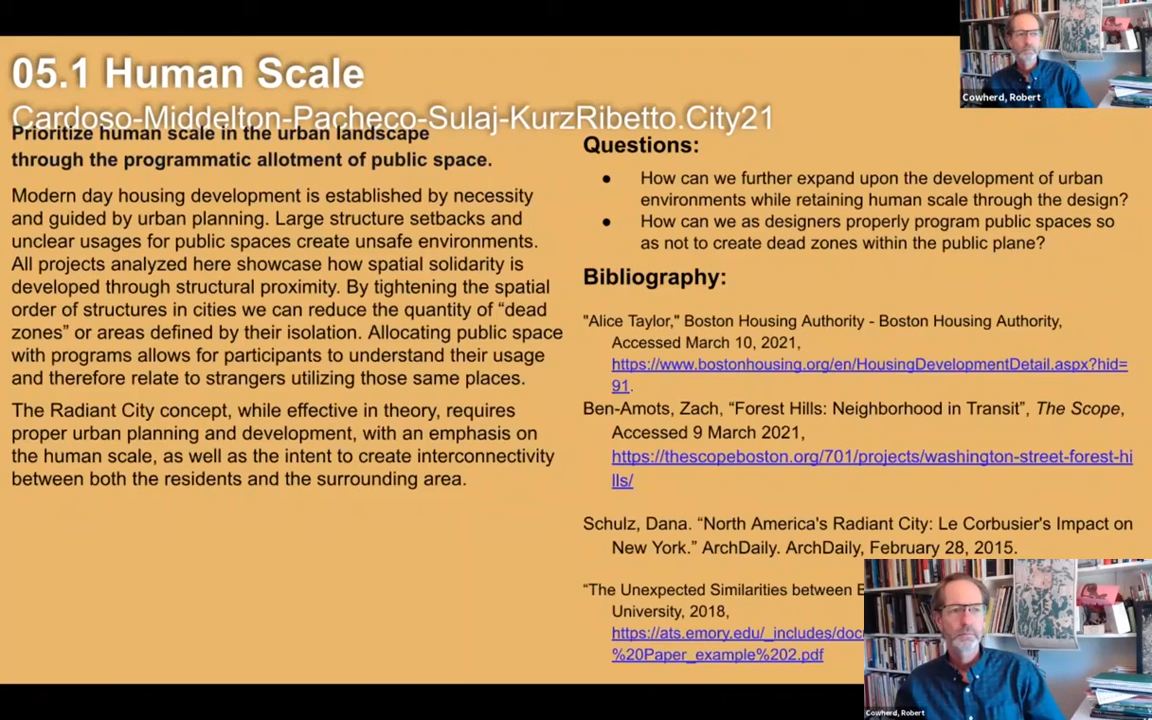 05.1 Human Scale
Cardoso-Middelton-Pacheco-Sulaj-KurzRibetto.City21
Prioritize human scale in the urban landscape
through the programmatic allotment of public space.
Modern day housing development is established by necessity
and guided by urban planning. Large structure setbacks and
unclear usages for public spaces create unsafe environments.
All projects analyzed here showcase how spatial solidarity is
developed through structural proximity. By tightening the spatial
order of structures in cities we can reduce the quantity of “dead
zones” or areas defined by their isolation. Allocating public space
with programs allows for participants to understand their usage
and therefore relate to strangers utilizing those same places.
The Radiant City concept, while effective in theory, requires
proper urban planning and development, with an emphasis on
the human scale, as well as the intent to create interconnectivity
between both the residents and the surrounding area.
Questions:
● How can we further expand upon the development of urban
environments while retaining human scale through the design?
● How can we as designers properly program public spaces so
as not to create dead zones within the public plane?
Bibliography:
"Alice Taylor," Boston Housing Authority - Boston Housing Authority,
Accessed March 10, 2021,
https://www.bostonhousing.org/en/HousingDevelopmentDetail.aspx?hid=
91.
Ben-Amots, Zach, “Forest Hills: Neighborhood in Transit”, The Scope,
Accessed 9 March 2021,
https://thescopeboston.org/701/projects/washington-street-forest-hi
lls/
Schulz, Dana. “North America's Radiant City: Le Corbusier's Impact on
New York.” ArchDaily. ArchDaily, February 28, 2015.
“The Unexpected Similarities between
University, 2018,
https://ats.emory.edu/_includes/doc
%20Paper_example%202.pdf
Cowherd, Robert
Cowherd, Robert